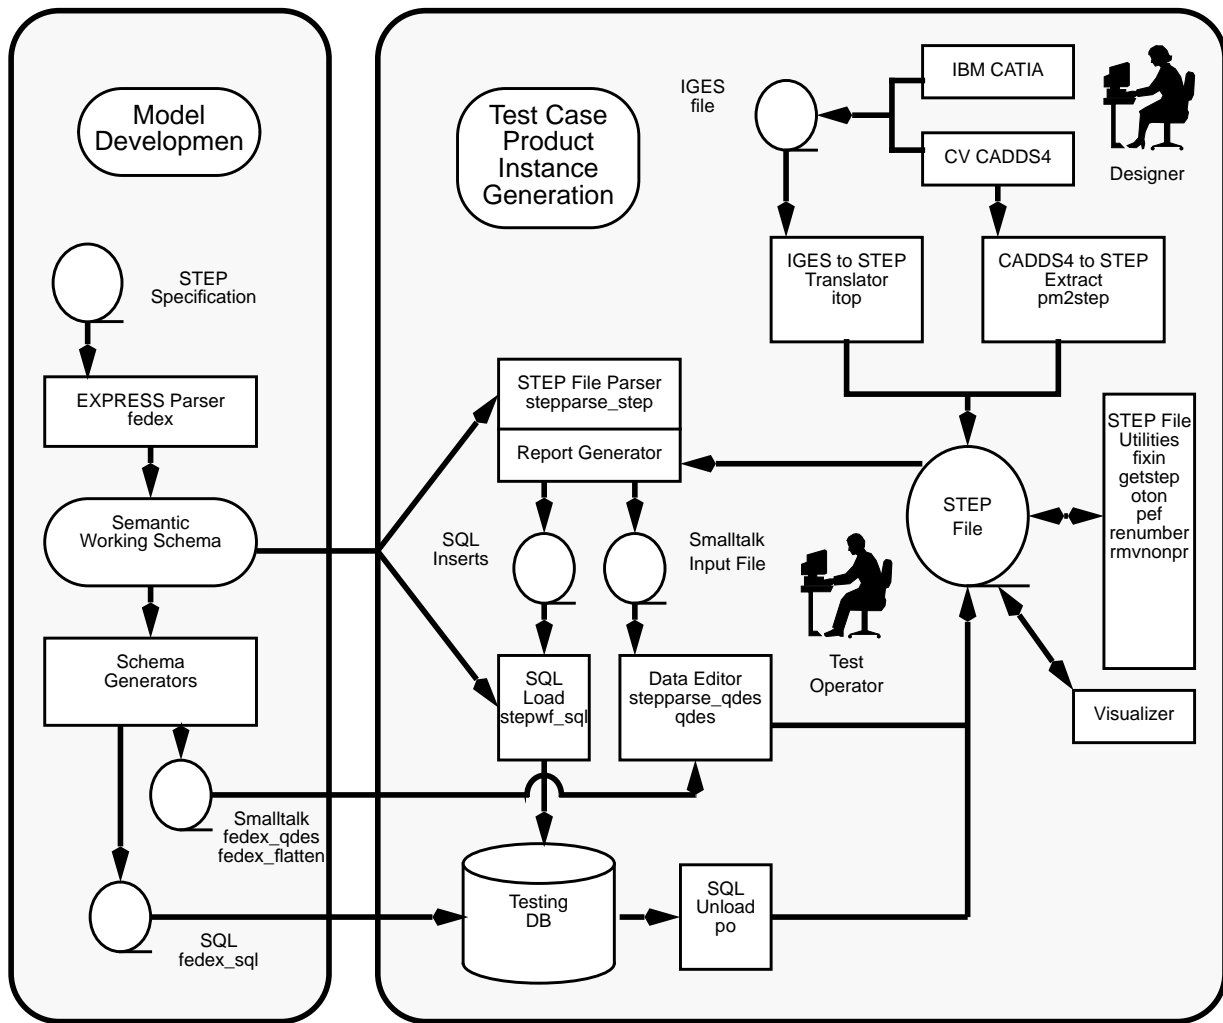 Model
Developmen
STEP
Specification
EXPRESS Parser
fedex
Semantic
Working Schema
Schema
Generators
Smalltalk
fedex_qdes
fedex_flatten
SQL
fedex_sql
Test Case
Product
Instance
Generation
IGES
file
IBM CATIA
CV CADDS4
Designer
IGES to STEP
Translator
itop
CADDS4 to STEP
Extract
pm2step
STEP File Parser
stepparse_step
Report Generator
SQL
Inserts
Smalltalk
Input File
STEP
File
STEP File
Utilities
fixin
getstep
oton
pef
renumber
rmvnonpr
Test
Operator
SQL
Load
stepwf_sql
Data Editor
stepparse_qdes
qdes
Visualizer
Testing
DB
SQL
Unload
po